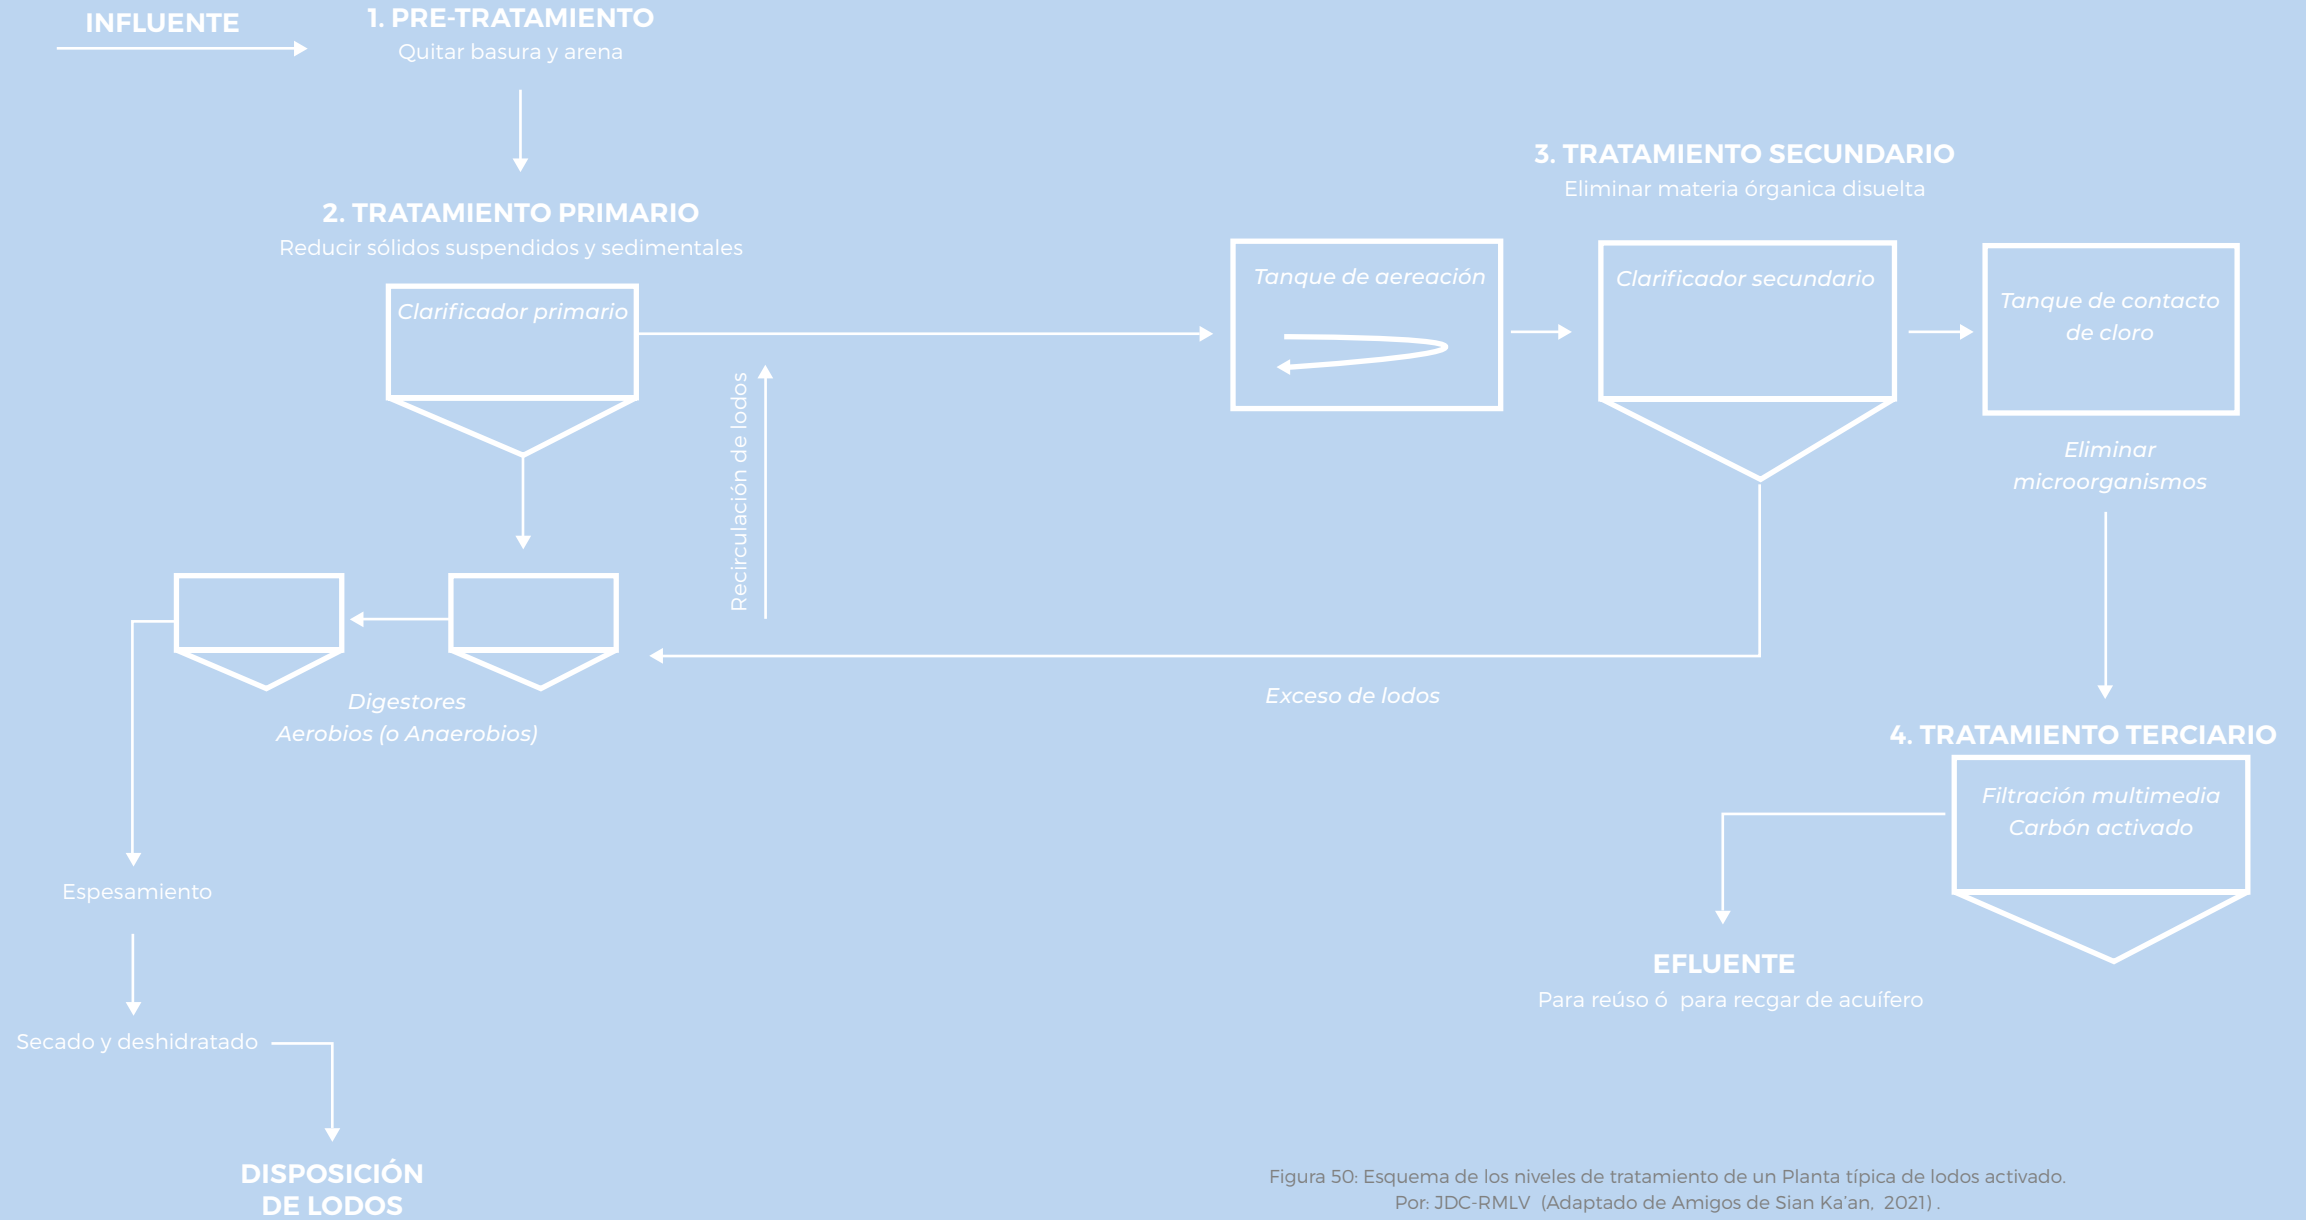 INFLUENTE
1. PRE-TRATAMIENTO
Quitar basura y arena
2. TRATAMIENTO PRIMARIO
Reducir sólidos suspendidos y sedimentales
Clarificador primario
Recirculación de lodos
3. TRATAMIENTO SECUNDARIO
Eliminar materia órganica disuelta
Tanque de aereación
Clarificador secundario
Tanque de contacto
de cloro
Eliminar
microorganismos
Exceso de lodos
Digestores
Aerobios (o Anaerobios)
4. TRATAMIENTO TERCIARIO
Filtración multimedia
Carbón activado
EFLUENTE
Para reúso ó  para recgar de acuífero
Espesamiento
Secado y deshidratado
DISPOSICIÓN
DE LODOS
Figura 50: Esquema de los niveles de tratamiento de un Planta típica de lodos activado.
Por: JDC-RMLV  (Adaptado de Amigos de Sian Ka'an,  2021) .